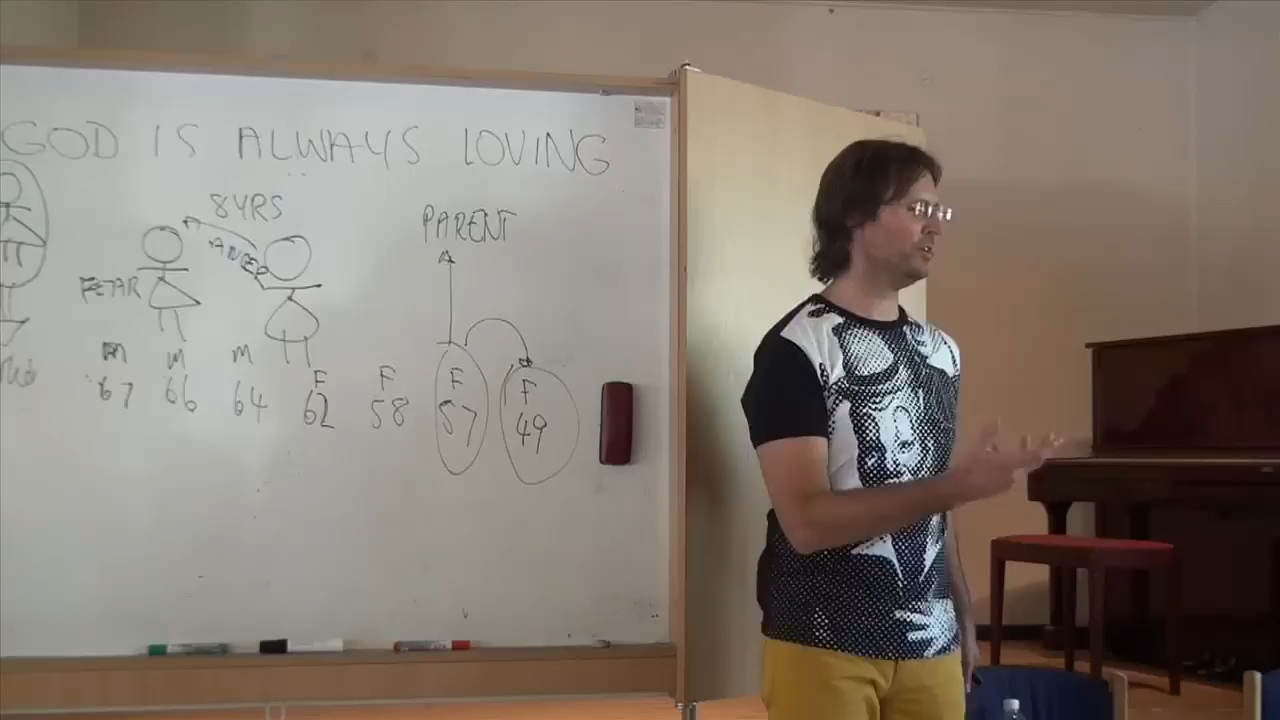 GOD IS ALWAYS LOVING
8YRS
PARENT
ANGER
FEAR
M M M F F F F
67 66 64 62 58 57 49